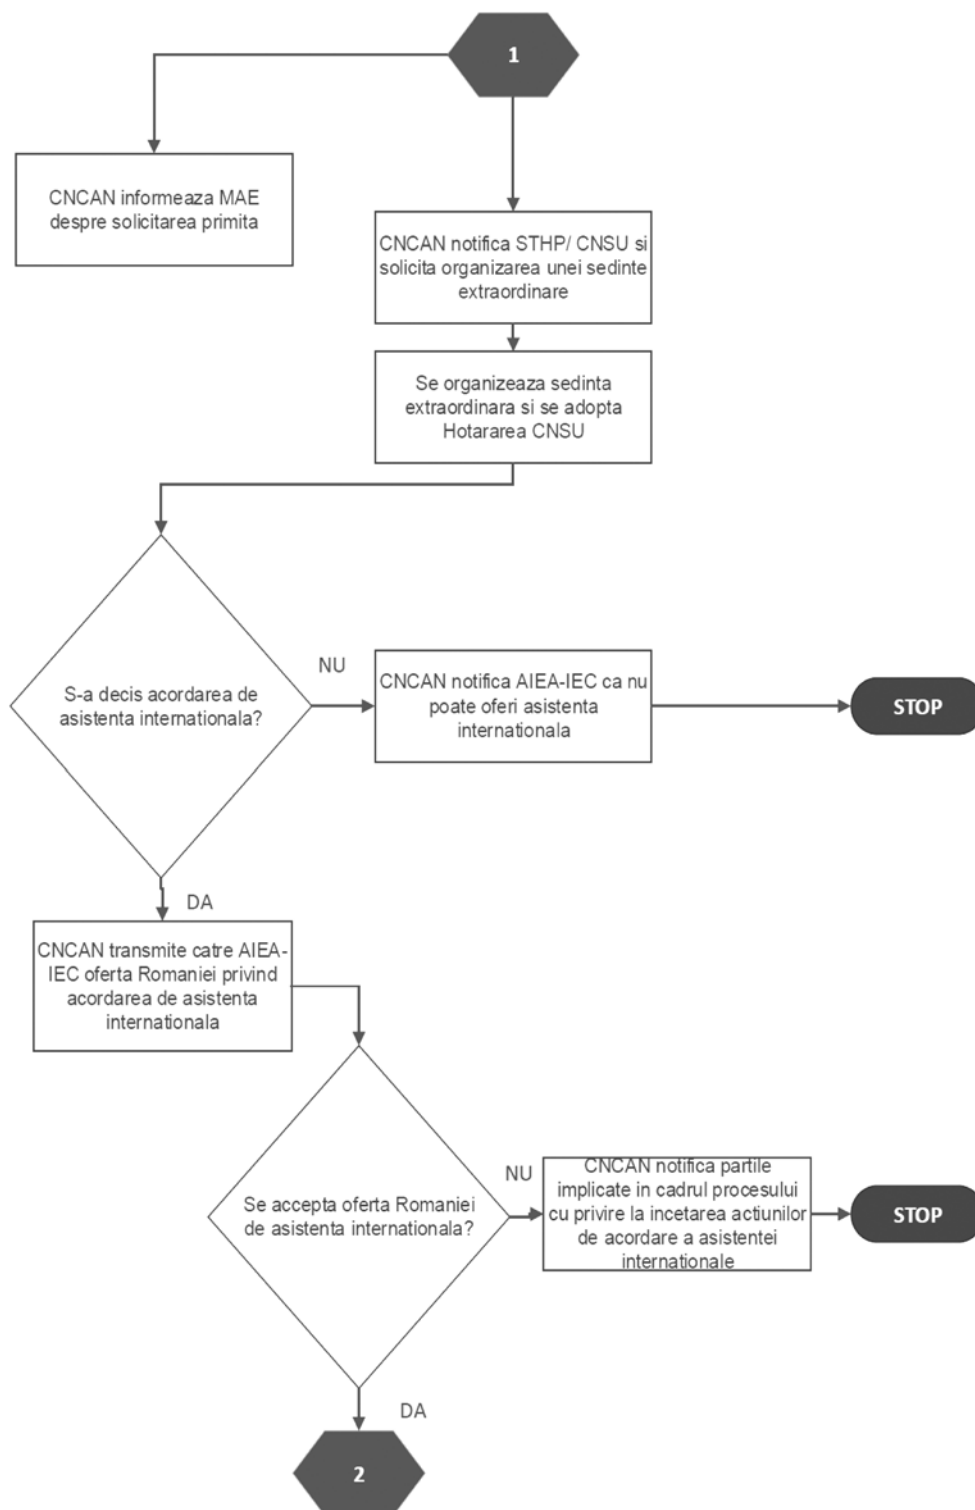 1
CNCAN informeaza MAE
despre solicitarea primita
CNCAN notifica STHP/ CNSU si
solicita organizarea unei sedinte
extraordinare
Se organizeaza sedinta
extraordinara si se adopta
Hotararea CNSU
S-a decis acordarea de
asistenta internationala?
NU
CNCAN notifica AIEA-IEC ca nu
poate oferi asistenta
internationala
STOP
DA
CNCAN transmite catre AIEA-
IEC oferta Romaniei privind
acordarea de asistenta
internationala
Se accepta oferta Romaniei
de asistenta internationala?
NU
CNCAN notifica partile
implicate in cadrul procesului
cu privire la incetarea actiunilor
de acordare a asistentei
internationale
STOP
DA
2